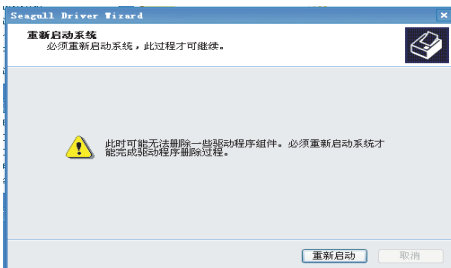 Seagull Driver Wizard
重新启动系统
必须重新启动系统，此过程才可继续。
此时可能无法删除一些驱动程序组件。必须重新启动系统才
能完成驱动程序删除过程。
重新启动
取消